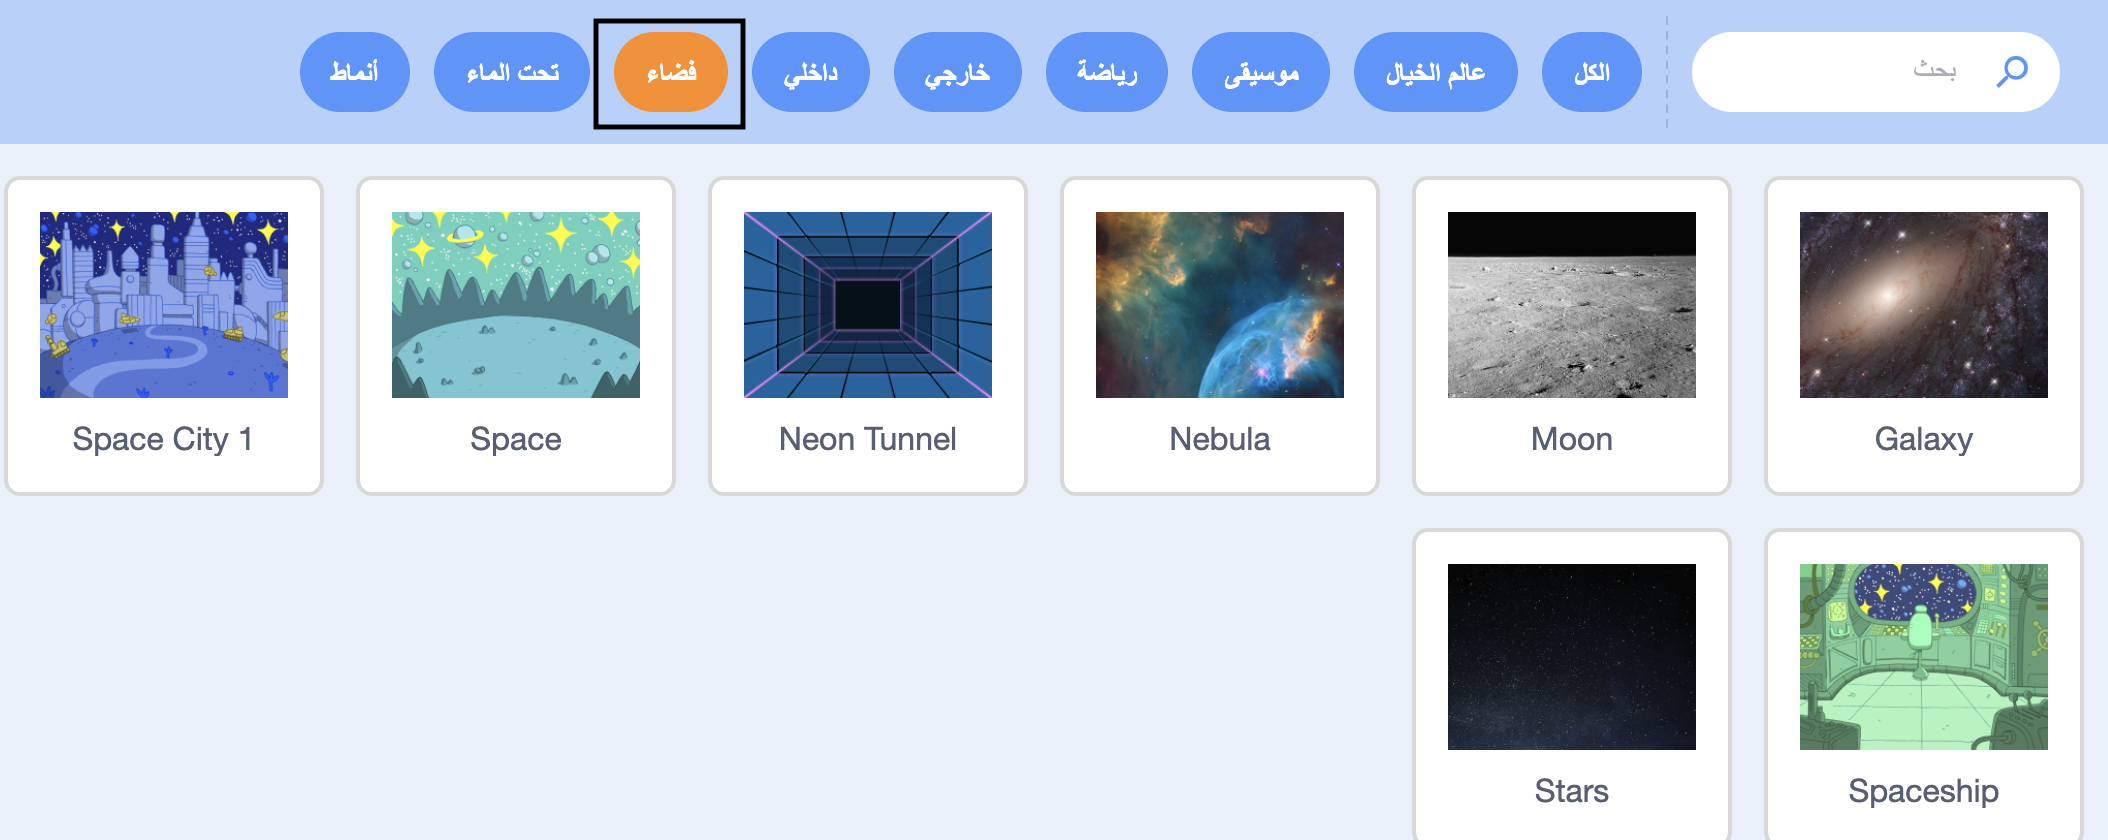 بحث
الكل
عالم الخيال
موسيقى
رياضة
خارجي
داخلي
فضاء
تحت الماء
أنماط
Galaxy
Moon
Nebula
Neon Tunnel
Space
Space City 1
Spaceship
Stars